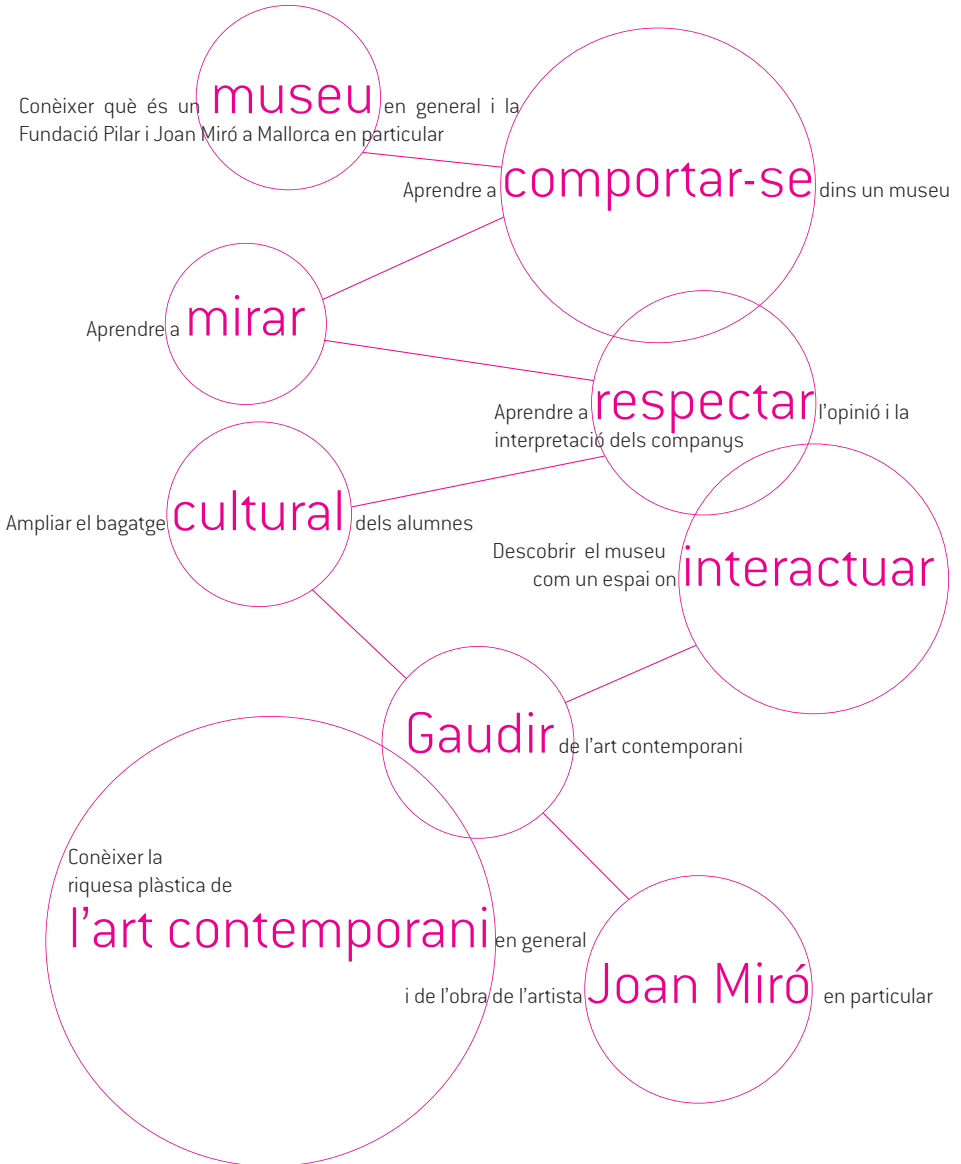 Conèixer què és un museu en general i la
Fundació Pilar i Joan Miró a Mallorca en particular
Aprendre a comportar-se dins un museu
Aprendre a mirar
Aprendre a respectar l'opinió i la
interpretació dels companys
Ampliar el bagatge cultural dels alumnes
Descobrir el museu
com un espai on interactuar
Gaudir de l'art contemporani
Conèixer la
riquesa plàstica de
l'art contemporani en general
i de l'obra de l'artista Joan Miró en particular